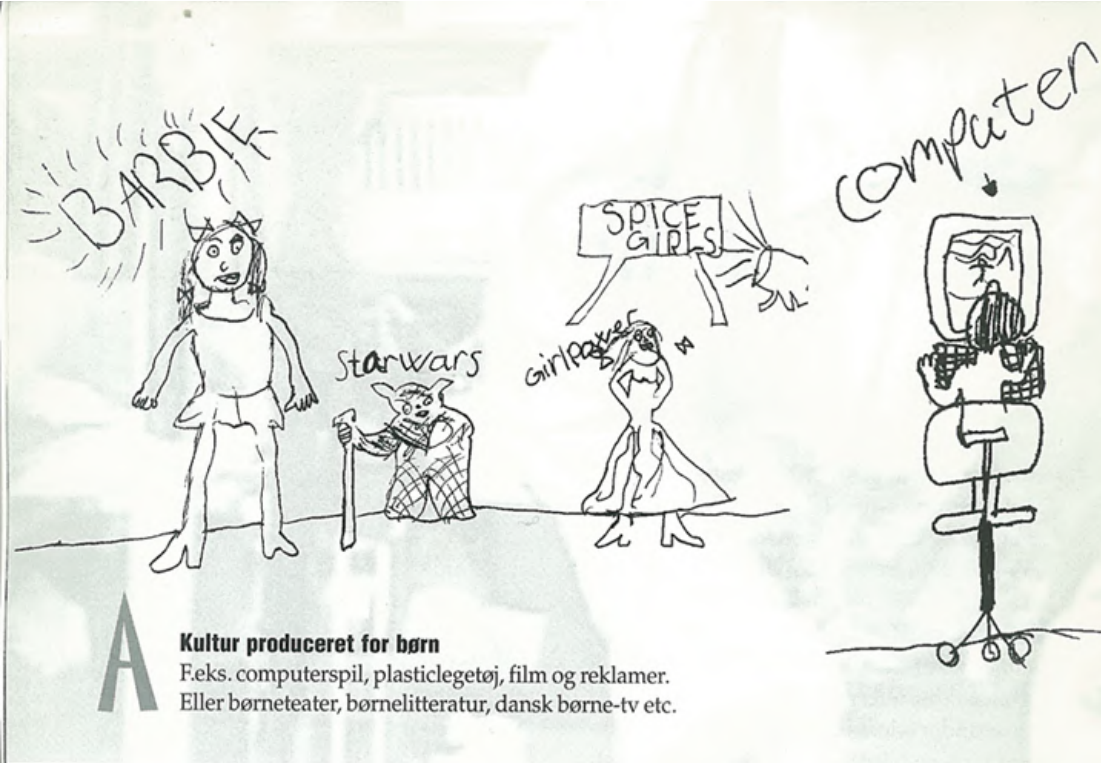 BARBIE
starwars
SPICE
GIRLS
Girlpower
computer
A
Kultur produceret for børn
F.eks. computerspil, plasticlegetøj, film og reklamer.
Eller børneteater, børnelitteratur, dansk børne-tv etc.